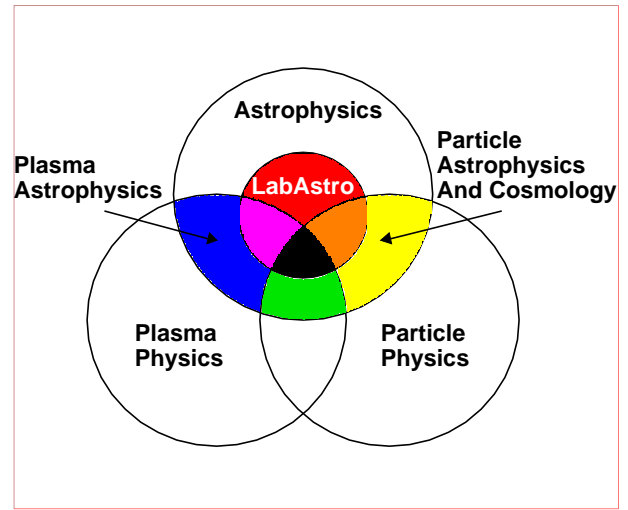 Astrophysics
Plasma
Astrophysics
LabAstro
Particle
Astrophysics
And Cosmology
Plasma
Physics
Particle
Physics